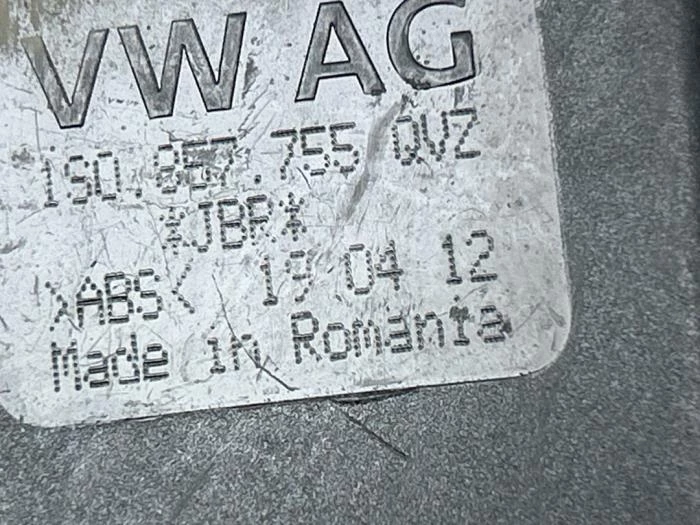 VW AG
1S0.857.755 QVZ
*JBR*
>ABS< 19 04 12
Made in Romania